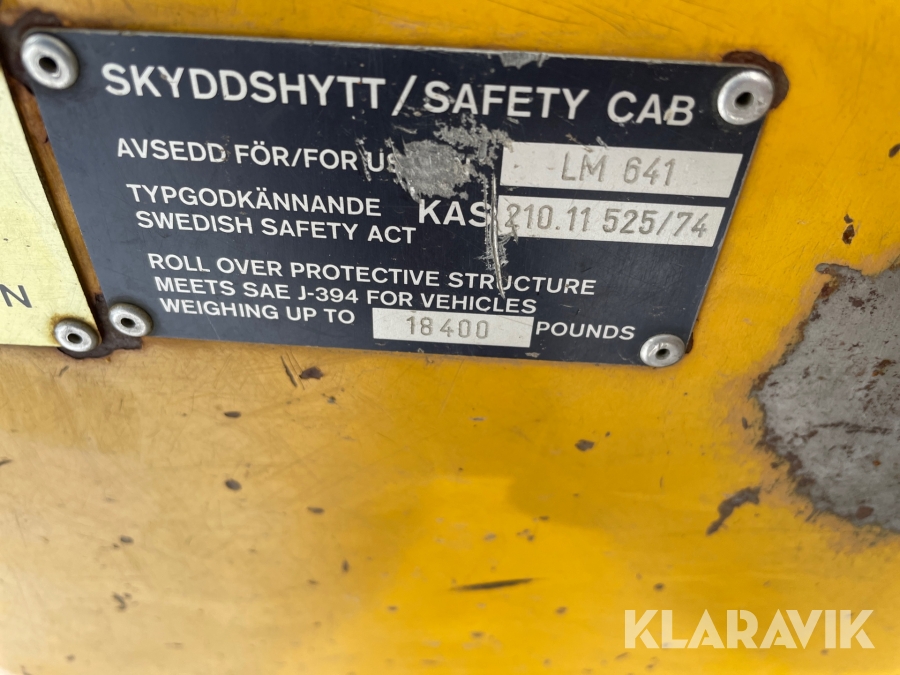 SKYDDSHYTT/SAFETY CAB
AVSEDD FÖR/FOR LM 641
TYPGODKÄNNANDE KAS 210.11 525/74
SWEDISH SAFETY ACT
ROLL OVER PROTECTIVE STRUCTURE
MEETS SAE J-394 FOR VEHICLES
WEIGHING UP TO 18400 POUNDS
N
KLARAVIK